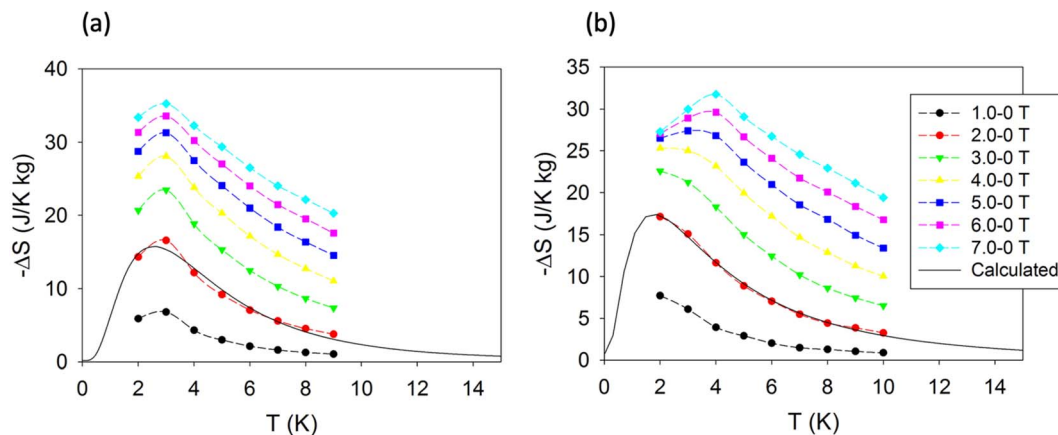 (a)
(b)
-ΔS (J/K kg)
40
30
20
10
0
0 2 4 6 8 10 12 14
T (K)
-ΔS (J/K kg)
35
30
25
20
15
10
5
0
0 2 4 6 8 10 12 14
T (K)
1.0-0 T
2.0-0 T
3.0-0 T
4.0-0 T
5.0-0 T
6.0-0 T
7.0-0 T
Calculated